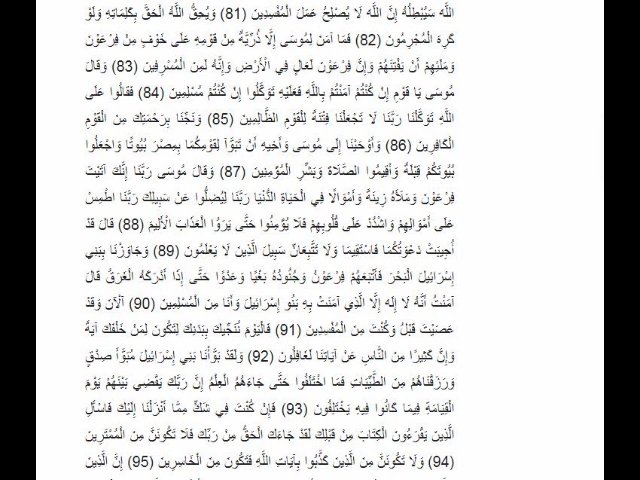 اللَّهَ سَيُبْطِلُهُ إِنَّ اللَّهَ لَا يُصْلِحُ عَمَلَ الْمُفْسِدِينَ (81) وَيُحِقُّ اللَّهُ الْحَقَّ بِكَلِمَاتِهِ وَلَوْ
كَرِهَ الْمُجْرِمُونَ (82) فَمَا آمَنَ لِمُوسَى إِلَّا ذُرِّيَّةٌ مِنْ قَوْمِهِ عَلَى خَوْفٍ مِنْ فِرْعَوْنَ
وَمَلَئِهِمْ أَنْ يَفْتِنَهُمْ وَإِنَّ فِرْعَوْنَ لَعَالٍ فِي الْأَرْضِ وَإِنَّهُ لَمِنَ الْمُسْرِفِينَ (83) وَقَالَ
مُوسَى يَا قَوْمِ إِنْ كُنْتُمْ آمَنْتُمْ بِاللَّهِ فَعَلَيْهِ تَوَكَّلُوا إِنْ كُنْتُمْ مُسْلِمِينَ (84) فَقَالُوا عَلَى
اللَّهِ تَوَكَّلْنَا رَبَّنَا لَا تَجْعَلْنَا فِتْنَةً لِلْقَوْمِ الظَّالِمِينَ (85) وَنَجِّنَا بِرَحْمَتِكَ مِنَ الْقَوْمِ
الْكَافِرِينَ (86) وَأَوْحَيْنَا إِلَى مُوسَى وَأَخِيهِ أَنْ تَبَوَّآ لِقَوْمِكُمَا بِمِصْرَ بُيُوتًا وَاجْعَلُوا
بُيُوتَكُمْ قِبْلَةً وَأَقِيمُوا الصَّلَاةَ وَبَشِّرِ الْمُؤْمِنِينَ (87) وَقَالَ مُوسَى رَبَّنَا إِنَّكَ آتَيْتَ
فِرْعَوْنَ وَمَلَأَهُ زِينَةً وَأَمْوَالًا فِي الْحَيَاةِ الدُّنْيَا رَبَّنَا لِيُضِلُّوا عَنْ سَبِيلِكَ رَبَّنَا اطْمِسْ
عَلَى أَمْوَالِهِمْ وَاشْدُدْ عَلَى قُلُوبِهِمْ فَلَا يُؤْمِنُوا حَتَّى يَرَوُا الْعَذَابَ الْأَلِيمَ (88) قَالَ قَدْ
أُجِيبَتْ دَعْوَتُكُمَا فَاسْتَقِيمَا وَلَا تَتَّبِعَانِّ سَبِيلَ الَّذِينَ لَا يَعْلَمُونَ (89) وَجَاوَزْنَا بِبَنِي
إِسْرَائِيلَ الْبَحْرَ فَأَتْبَعَهُمْ فِرْعَوْنُ وَجُنُودُهُ بَغْيًا وَعَدْوًا حَتَّى إِذَا أَدْرَكَهُ الْغَرَقُ قَالَ
آمَنْتُ أَنَّهُ لَا إِلَهَ إِلَّا الَّذِي آمَنَتْ بِهِ بَنُو إِسْرَائِيلَ وَأَنَا مِنَ الْمُسْلِمِينَ (90) آلْآنَ وَقَدْ
عَصَيْتَ قَبْلُ وَكُنْتَ مِنَ الْمُفْسِدِينَ (91) فَالْيَوْمَ نُنَجِّيكَ بِبَدَنِكَ لِتَكُونَ لِمَنْ خَلْفَكَ آيَةً
وَإِنَّ كَثِيرًا مِنَ النَّاسِ عَنْ آيَاتِنَا لَغَافِلُونَ (92) وَلَقَدْ بَوَّأْنَا بَنِي إِسْرَائِيلَ مُبَوَّأَ صِدْقٍ
وَرَزَقْنَاهُمْ مِنَ الطَّيِّبَاتِ فَمَا اخْتَلَفُوا حَتَّى جَاءَهُمُ الْعِلْمُ إِنَّ رَبَّكَ يَقْضِي بَيْنَهُمْ يَوْمَ
الْقِيَامَةِ فِيمَا كَانُوا فِيهِ يَخْتَلِفُونَ (93) فَإِنْ كُنْتَ فِي شَكٍّ مِمَّا أَنْزَلْنَا إِلَيْكَ فَاسْأَلِ
الَّذِينَ يَقْرَءُونَ الْكِتَابَ مِنْ قَبْلِكَ لَقَدْ جَاءَكَ الْحَقُّ مِنْ رَبِّكَ فَلَا تَكُونَنَّ مِنَ الْمُمْتَرِينَ
(94) وَلَا تَكُونَنَّ مِنَ الَّذِينَ كَذَّبُوا بِآيَاتِ اللَّهِ فَتَكُونَ مِنَ الْخَاسِرِينَ (95) إِنَّ الَّذِينَ